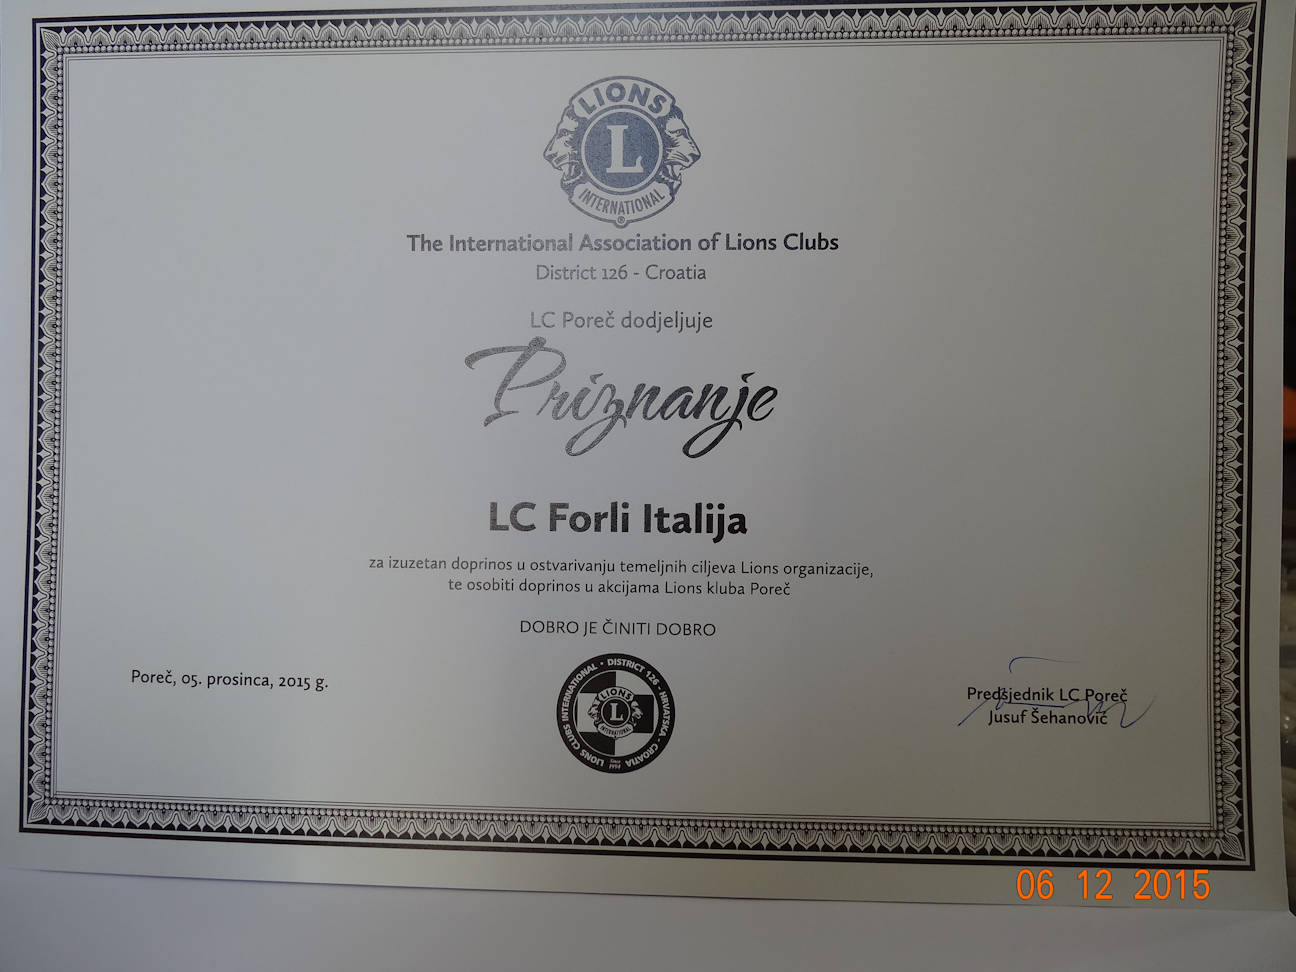 LIONS
L
INTERNATIONAL
®
The International Association of Lions Clubs
District 126 - Croatia
LC Poreč dodjeljuje
Priznanje
LC Forli Italija
za izuzetan doprinos u ostvarivanju temeljnih ciljeva Lions organizacije,
te osobiti doprinos u akcijama Lions kluba Poreč
DOBRO JE ČINITI DOBRO
Poreč, 05. prosinca, 2015 g.
LIONS CLUBS INTERNATIONAL • DISTRICT 126 - HRVATSKA - CROATIA
LIONS
L
INTERNATIONAL
Predsjednik LC Poreč
Jusuf Šehanović
06 12 2015